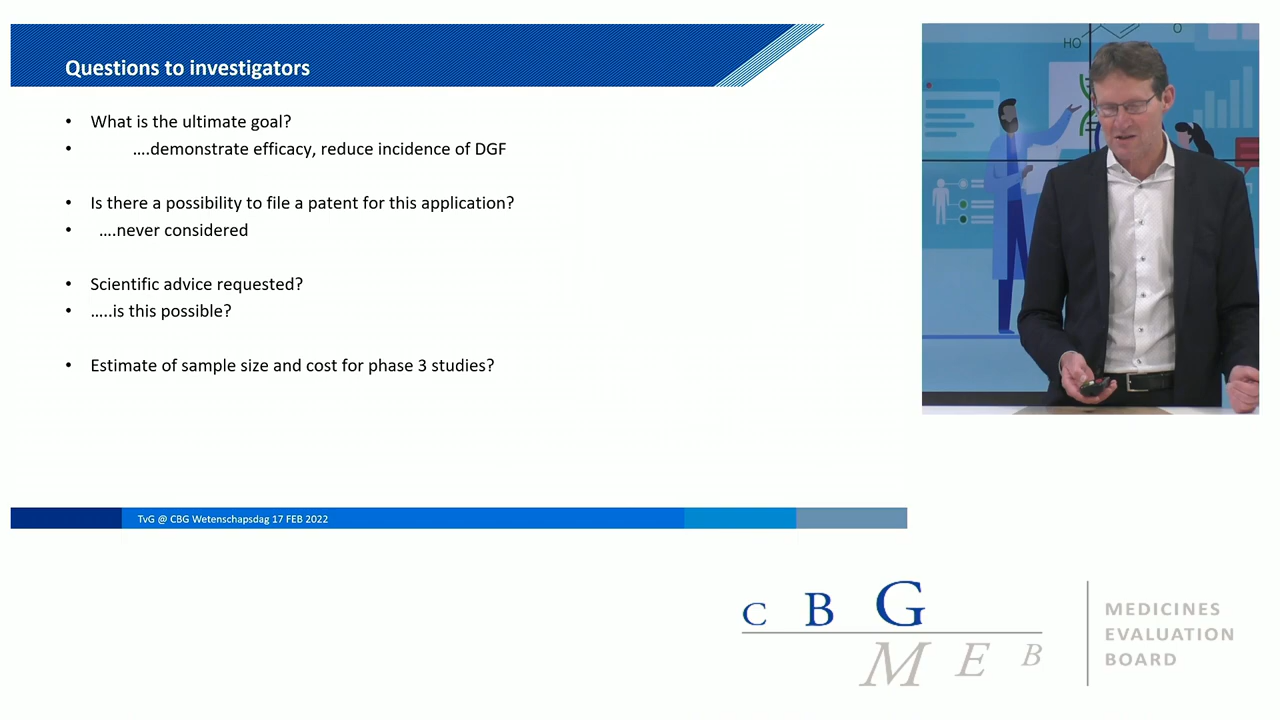 Questions to investigators
• What is the ultimate goal?
• ....demonstrate efficacy, reduce incidence of DGF
• Is there a possibility to file a patent for this application?
• ....never considered
• Scientific advice requested?
• .....is this possible?
• Estimate of sample size and cost for phase 3 studies?
TvG @ CBG Wetenschapsdag 17 FEB 2022
HO
O
C B G
M E B
MEDICINES
EVALUATION
BOARD